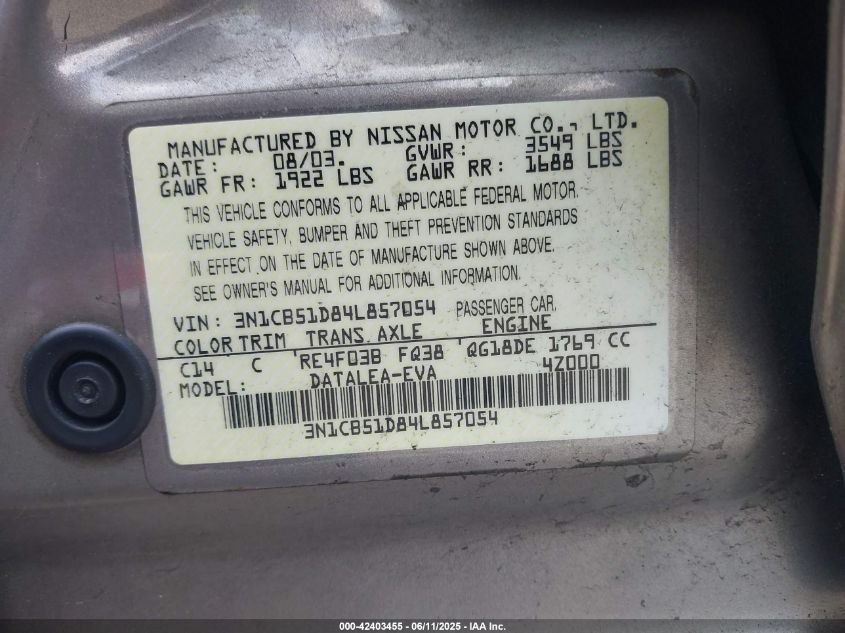 MANUFACTURED BY NISSAN MOTOR CO., LTD.
DATE: 08/03. GVWR: 3549 LBS
GAWR FR: 1922 LBS GAWR RR: 1688 LBS
THIS VEHICLE CONFORMS TO ALL APPLICABLE FEDERAL MOTOR
VEHICLE SAFETY, BUMPER AND THEFT PREVENTION STANDARDS
IN EFFECT ON THE DATE OF MANUFACTURE SHOWN ABOVE.
SEE OWNER'S MANUAL FOR ADDITIONAL INFORMATION.
VIN: 3N1CB51D84L857054 PASSENGER CAR
COLOR TRIM TRANS. AXLE ENGINE
C14 C RE4F03B FQ38 QG18DE 1769 CC
MODEL: DATALEA-EVA 4Z000
3N1CB51D84L857054
000-42403455 - 06/11/2025 - IAA Inc.